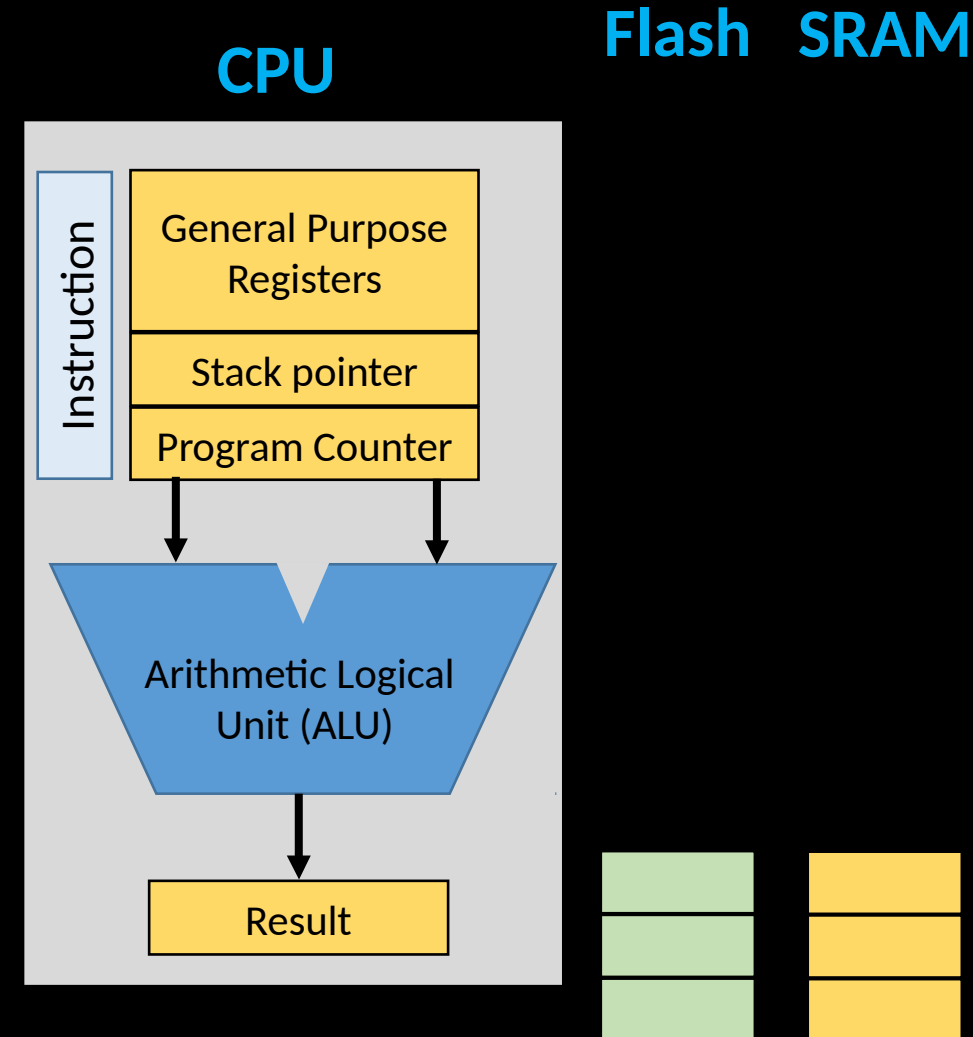 CPU
Flash
SRAM
Instruction
General Purpose
Registers
Stack pointer
Program Counter
Arithmetic Logical
Unit (ALU)
Result